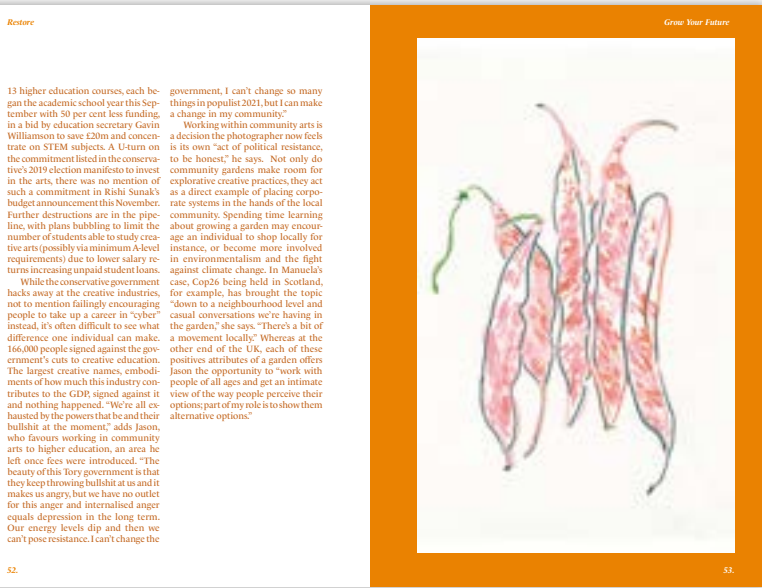 Restore
13 higher education courses, each be-
gan the academic school year this Sep-
tember with 50 per cent less funding,
in a bid by education secretary Gavin
Williamson to save £20m and concen-
trate on STEM subjects. A U-turn on
the commitment listed in the conserva-
tive's 2019 election manifesto to invest
in the arts, there was no mention of
such a commitment in Rishi Sunak's
budget announcement this November.
Further destructions are in the pipe-
line, with plans bubbling to limit the
number of students able to study crea-
tive arts (possibly via minimum A-level
requirements) due to lower salary re-
turns increasing unpaid student loans.
While the conservative government
hacks away at the creative industries,
not to mention failingly encouraging
people to take up a career in “cyber”
instead, it's often difficult to see what
difference one individual can make.
166,000 people signed against the gov-
ernment's cuts to creative education.
The largest creative names, embodi-
ments of how much this industry con-
tributes to the GDP, signed against it
and nothing happened. “We're all ex-
hausted by the powers that be and their
bullshit at the moment,” adds Jason,
who favours working in community
arts to higher education, an area he
left once fees were introduced. “The
beauty of this Tory government is that
they keep throwing bullshit at us and it
makes us angry, but we have no outlet
for this anger and internalised anger
equals depression in the long term.
Our energy levels dip and then we
can't pose resistance. I can't change the
government, I can't change so many
things in populist 2021, but I can make
a change in my community.”
Working within community arts is
a decision the photographer now feels
is its own “act of political resistance,
to be honest,” he says. Not only do
community gardens make room for
explorative creative practices, they act
as a direct example of placing corpo-
rate systems in the hands of the local
community. Spending time learning
about growing a garden may encour-
age an individual to shop locally for
instance, or become more involved
in environmentalism and the fight
against climate change. In Manuela's
case, Cop26 being held in Scotland,
for example, has brought the topic
“down to a neighbourhood level and
casual conversations we're having in
the garden,” she says. “There's a bit of
a movement locally.” Whereas at the
other end of the UK, each of these
positives attributes of a garden offers
Jason the opportunity to “work with
people of all ages and get an intimate
view of the way people perceive their
options; part of my role is to show them
alternative options.”
52.
Grow Your Future
53.